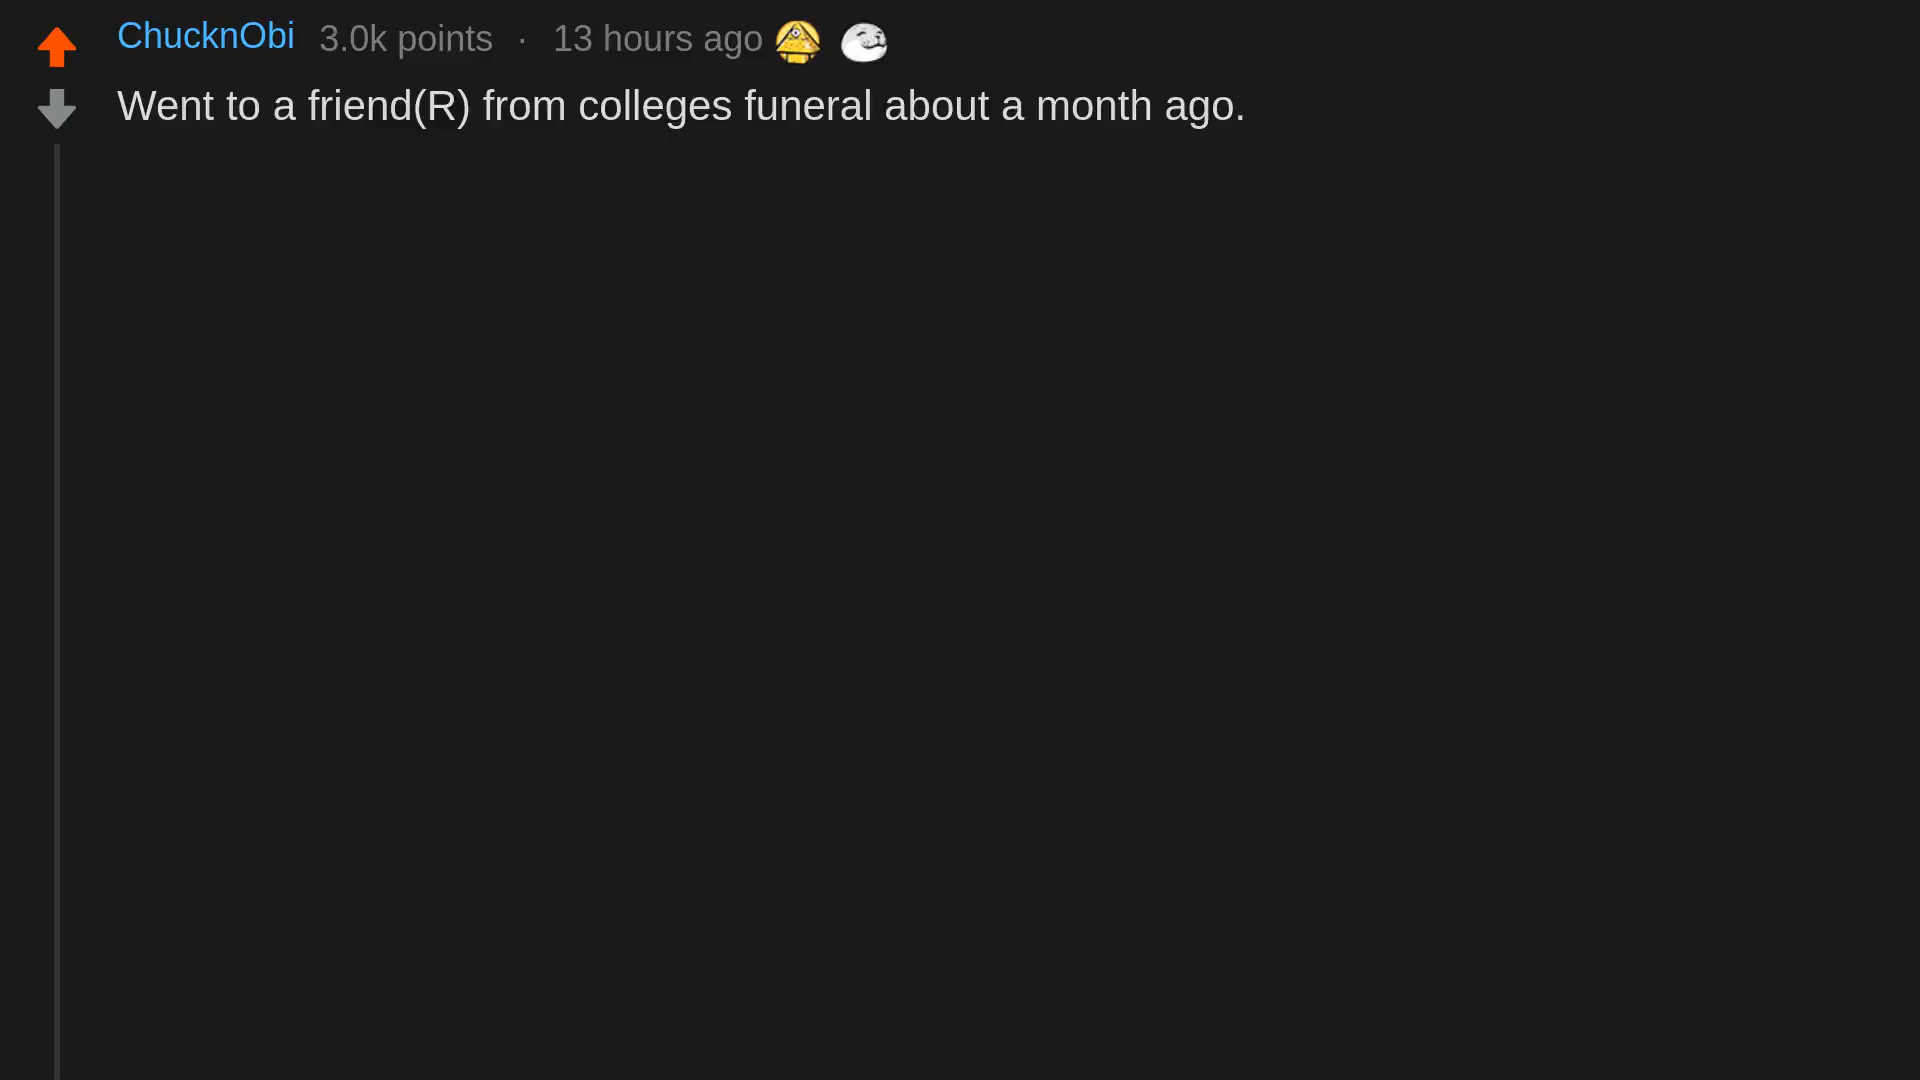 ChucknObi 3.0k points · 13 hours ago
Went to a friend(R) from colleges funeral about a month ago.